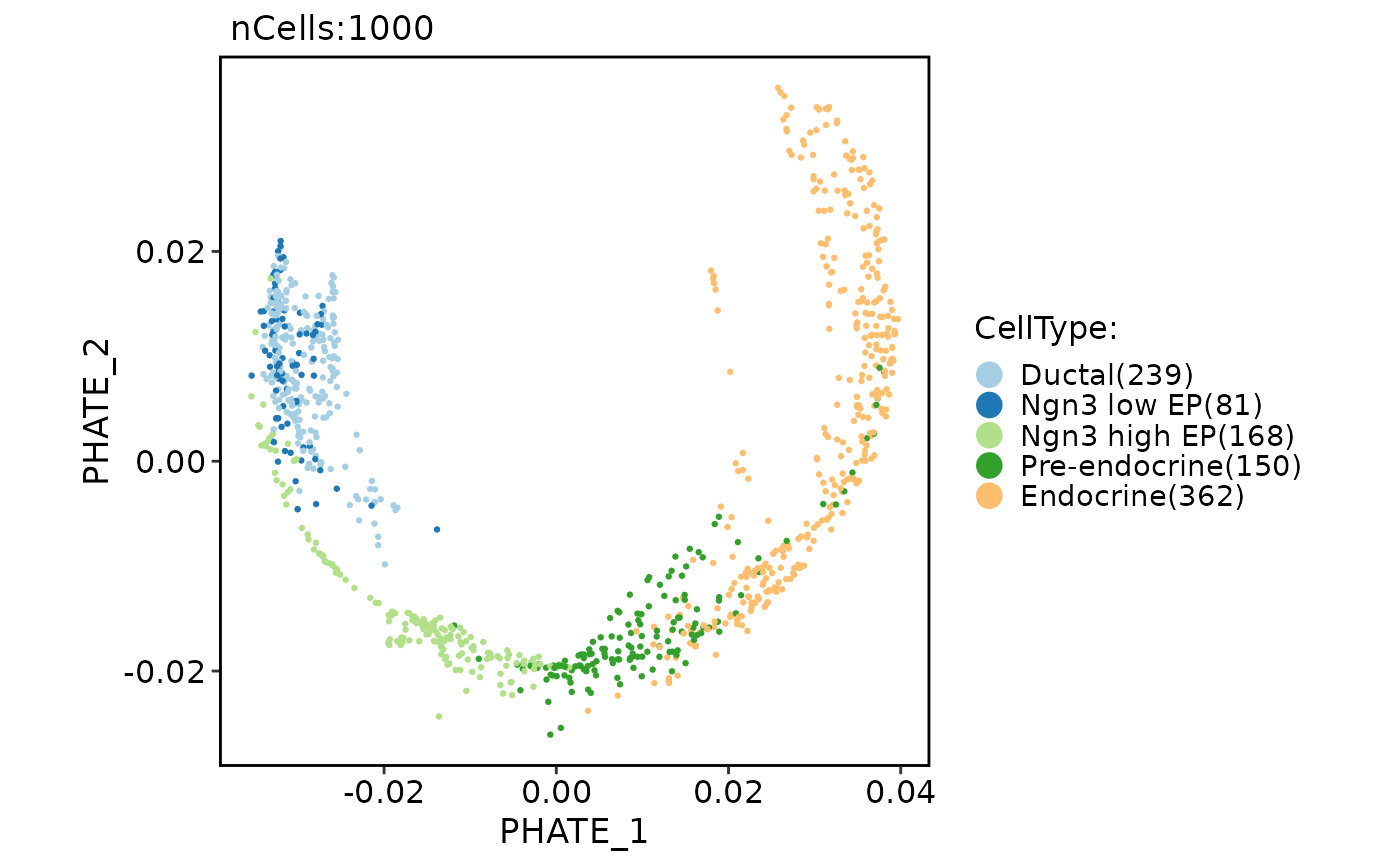 nCells:1000
PHATE_2
0.02
0.00
-0.02
-0.02
0.00
0.02
0.04
PHATE_1
CellType:
Ductal(239)
Ngn3 low EP(81)
Ngn3 high EP(168)
Pre-endocrine(150)
Endocrine(362)